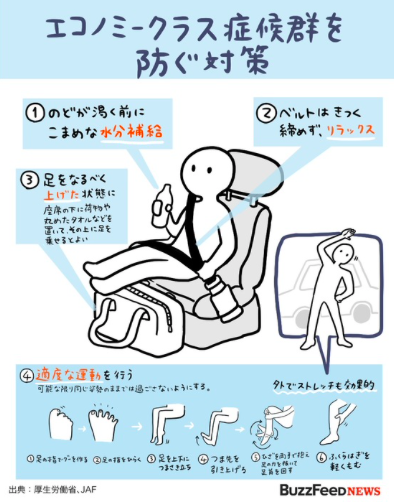 エコノミークラス症候群を
防ぐ対策
①のどが渇く前に
こまめな水分補給
②ベルトはきつく
締めず、リラックス
③足をなるべく
上げた状態に
座席の下に荷物や
丸めたタオルなどを
置いて、その上に足を
乗せるとよい
④適度な運動を行う
可能な限り同じ姿勢のままでは過ごさないようにする。
外でストレッチも効果的
①足の指でグーを作る
②足の指をひらく
③足を上下に
つま先立ち
④つま先を
引き上げる
⑤ひざを両手で抱え
足の力を抜いて
足首を回す
⑥ふくらはぎを
軽くもむ
出典:厚生労働省、JAF
BuzzFeed NEWS